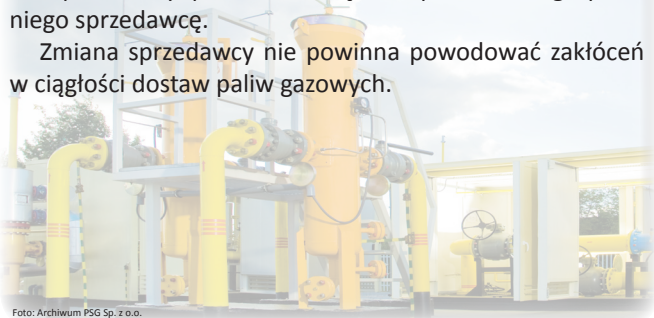 niego sprzedawcę.
Zmiana sprzedawcy nie powinna powodować zakłóceń
w ciągłości dostaw paliw gazowych.
Foto: Archiwum PSG Sp. z o.o.